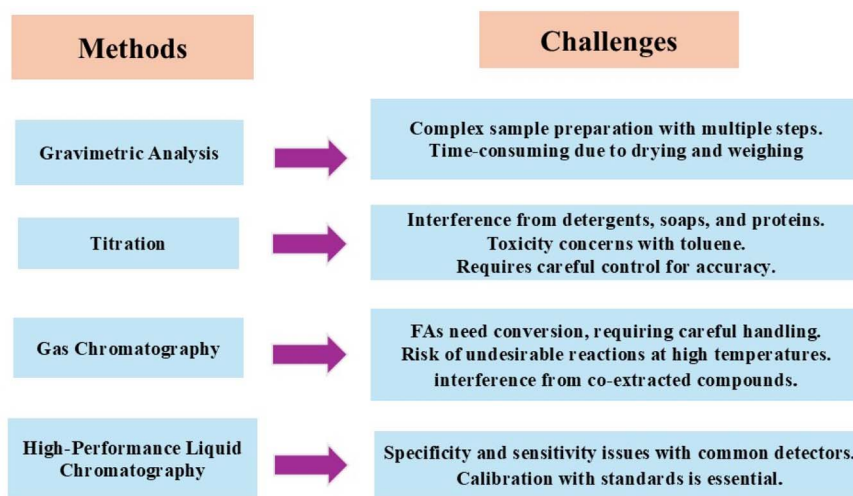 Methods
Challenges
Gravimetric Analysis
Complex sample preparation with multiple steps.
Time-consuming due to drying and weighing
Titration
Interference from detergents, soaps, and proteins.
Toxicity concerns with toluene.
Requires careful control for accuracy.
Gas Chromatography
FAs need conversion, requiring careful handling.
Risk of undesirable reactions at high temperatures.
interference from co-extracted compounds.
High-Performance Liquid
Chromatography
Specificity and sensitivity issues with common detectors.
Calibration with standards is essential.